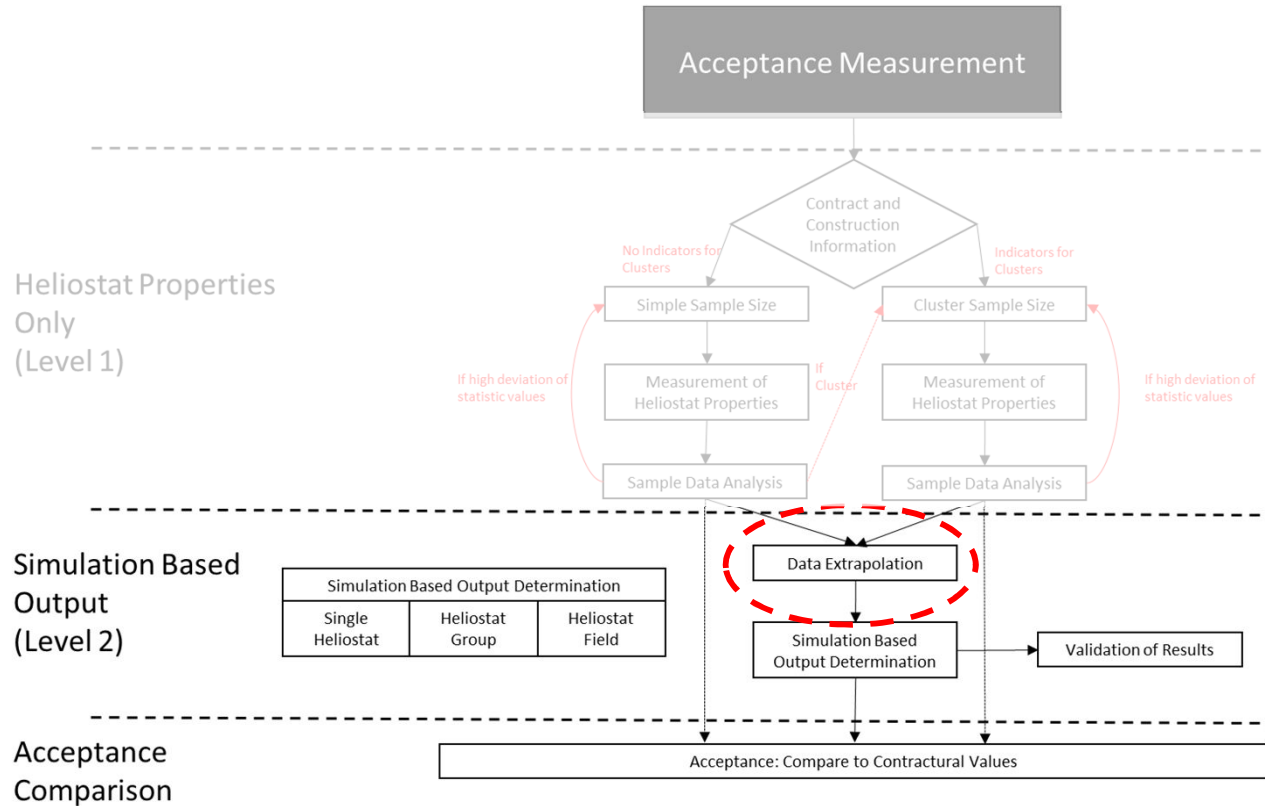 Acceptance Measurement
Contract and
Construction
Information
No Indicators for
Clusters
Indicators for
Clusters
Heliostat Properties
Only
(Level 1)
Simple Sample Size
Cluster Sample Size
If high deviation of
statistic values
Measurement of
Heliostat Properties
If
Cluster
Measurement of
Heliostat Properties
If high deviation of
statistic values
Sample Data Analysis
Sample Data Analysis
Simulation Based
Output
(Level 2)
Simulation Based Output Determination
Single
Heliostat
Heliostat
Group
Heliostat
Field
Data Extrapolation
Simulation Based
Output Determination
Validation of Results
Acceptance
Comparison
Acceptance: Compare to Contractural Values